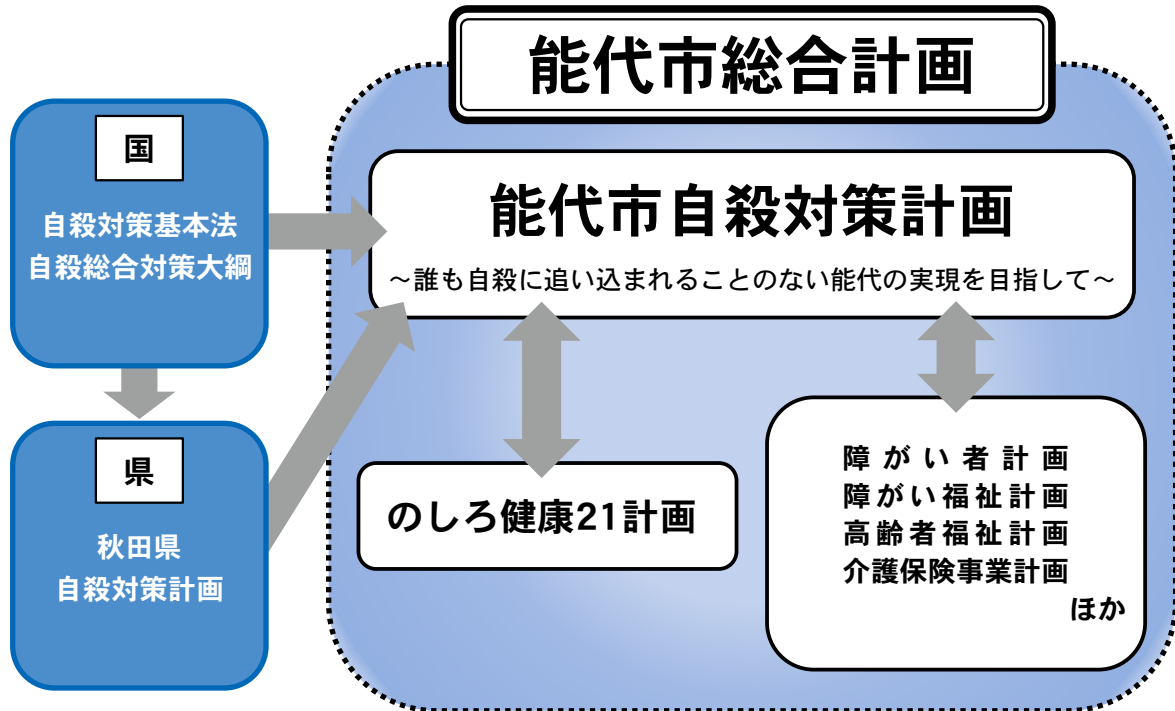 能代市総合計画
国
自殺対策基本法
自殺総合対策大綱
能代市自殺対策計画
～誰も自殺に追い込まれることのない能代の実現を目指して～
県
秋田県
自殺対策計画
のしろ健康21計画
障がい者計画
障がい福祉計画
高齢者福祉計画
介護保険事業計画
ほか